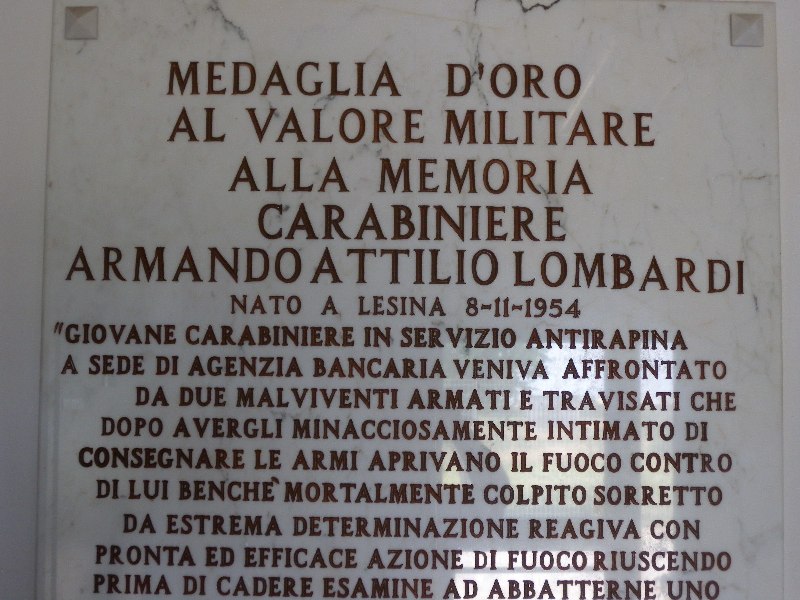 MEDAGLIA D'ORO
AL VALORE MILITARE
ALLA MEMORIA
CARABINIERE
ARMANDO ATTILIO LOMBARDI
NATO A LESINA 8-11-1954
"GIOVANE CARABINIERE IN SERVIZIO ANTIRAPINA
A SEDE DI AGENZIA BANCARIA VENIVA AFFRONTATO
DA DUE MALVIVENTI ARMATI E TRAVISATI CHE
DOPO AVERGLI MINACCIOSAMENTE INTIMATO DI
CONSEGNARE LE ARMI APRIVANO IL FUOCO CONTRO
DI LUI BENCHE' MORTALMENTE COLPITO SORRETTO
DA ESTREMA DETERMINAZIONE REAGIVA CON
PRONTA ED EFFICACE AZIONE DI FUOCO RIUSCENDO
PRIMA DI CADERE ESAMINE AD ABBATTERNE UNO